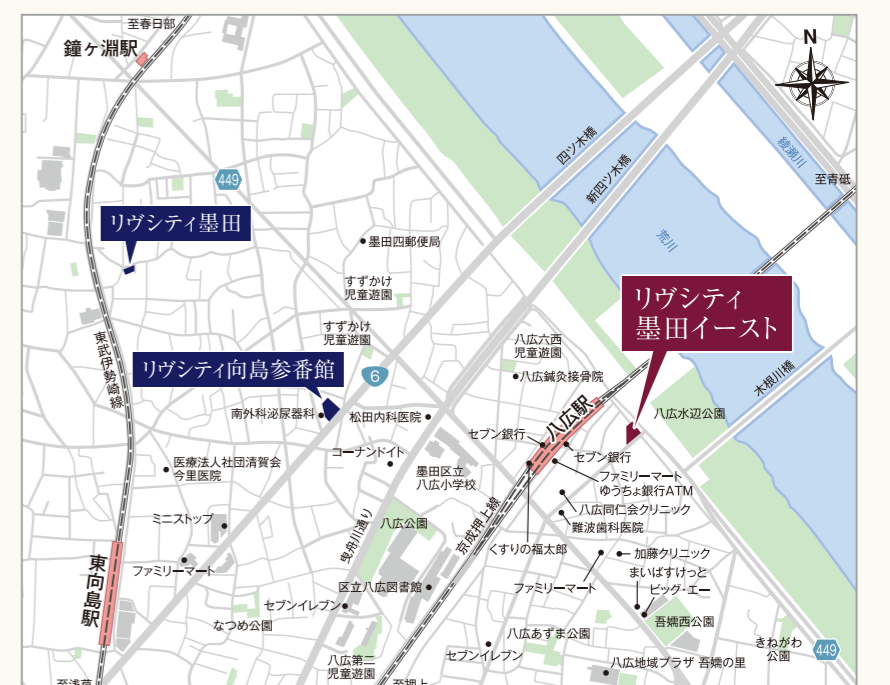 至春日部
鐘ヶ淵駅
N
四ツ木橋
新四ツ木橋
綾瀬川
至青砥
449
リヴシティ墨田
墨田四郵便局
荒川
すずかけ
児童遊園
リヴシティ
墨田イースト
すずかけ
児童遊園
八広六西
児童遊園
東武伊勢崎線
リヴシティ向島参番館
6
八広鍼灸接骨院
木根川橋
南外科泌尿器科
松田内科医院
八広駅
八広水辺公園
セブン銀行
セブン銀行
コーナンドイト
医療法人社団清賀会
今里医院
墨田区立
八広小学校
ファミリーマート
ゆうちょ銀行ATM
八広同仁会クリニック
難波歯科医院
ミニストップ
曳舟川通り
八広公園
京成押上線
くすりの福太郎
東向島駅
ファミリーマート
加藤クリニック
まいばすけっと
ビッグ・エー
区立八広図書館
ファミリーマート
セブンイレブン
なつめ公園
吾嬬西公園
八広あずま公園
きねがわ
公園
449
八広第二
児童遊園
セブンイレブン
八広地域プラザ 吾嬬の里
至浅草
至押上